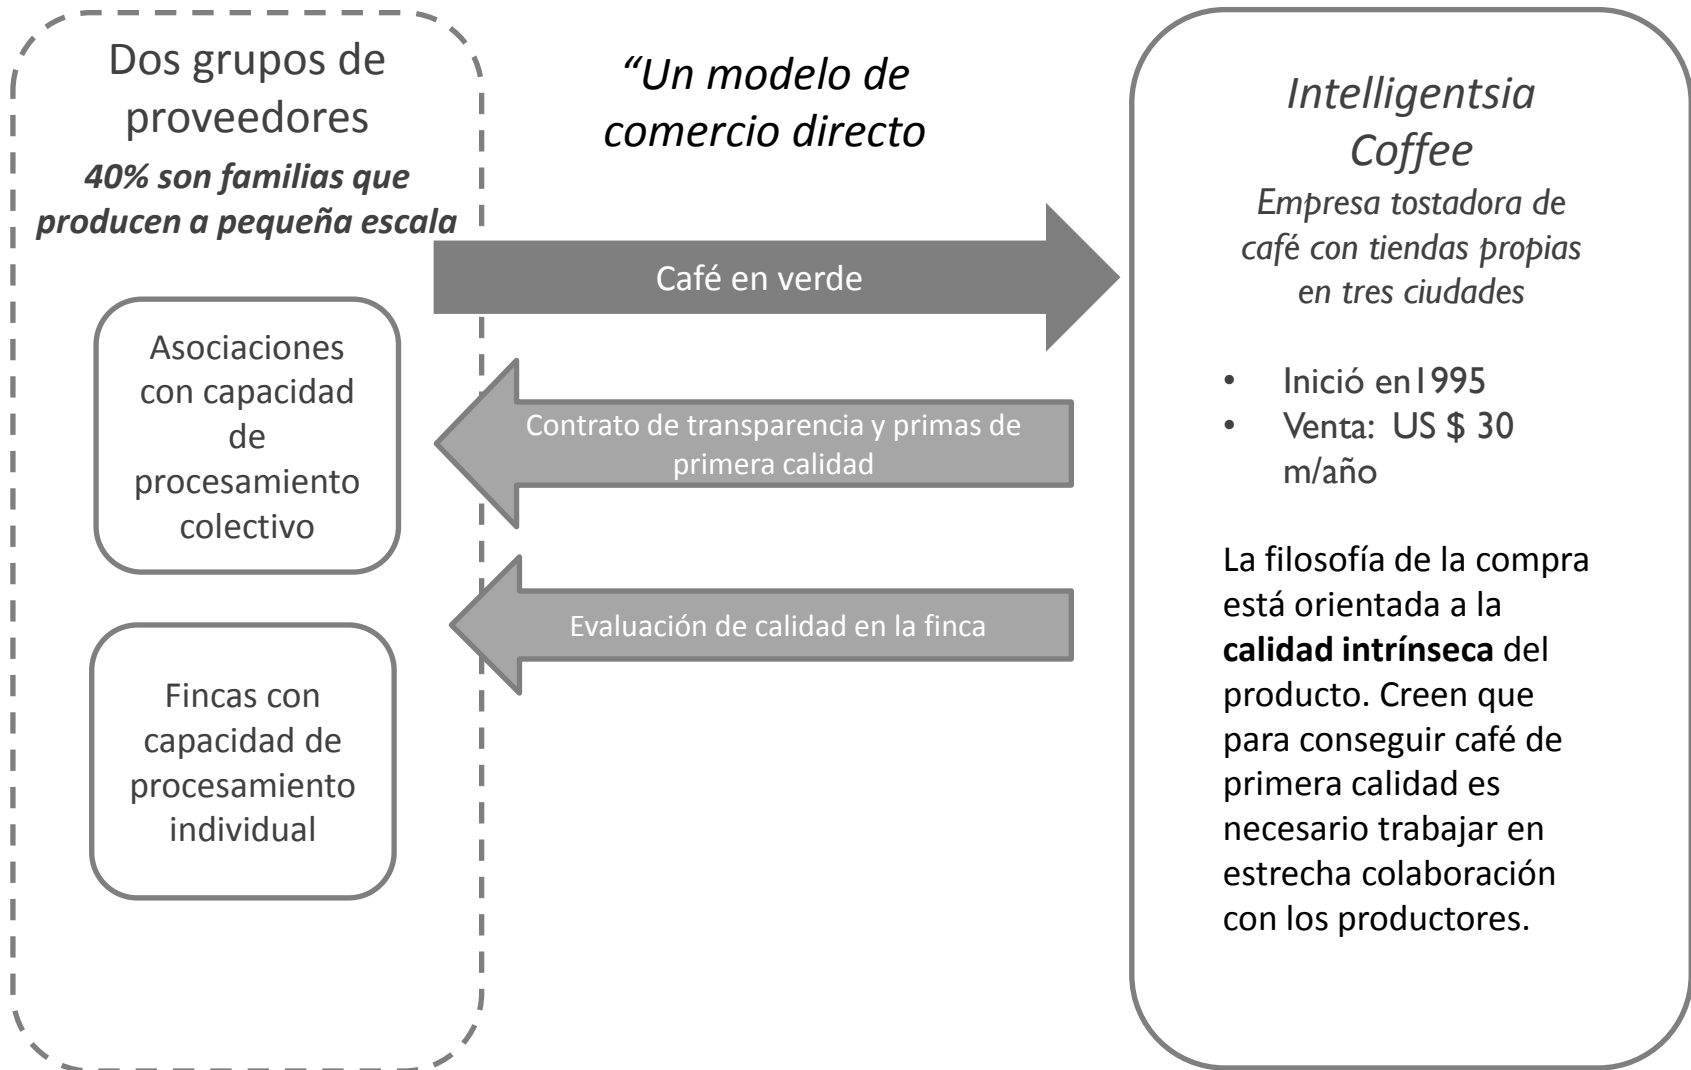 Dos grupos de
proveedores
40% son familias que
producen a pequeña escala
Asociaciones
con capacidad
de
procesamiento
colectivo
Fincas con
capacidad de
procesamiento
individual
“Un modelo de
comercio directo
Café en verde
Contrato de transparencia y primas de
primera calidad
Evaluación de calidad en la finca
Intelligentsia
Coffee
Empresa tostadora de
café con tiendas propias
en tres ciudades
• Inició en1995
• Venta: US $ 30
m/año
La filosofía de la compra
está orientada a la
calidad intrínseca del
producto. Creen que
para conseguir café de
primera calidad es
necesario trabajar en
estrecha colaboración
con los productores.